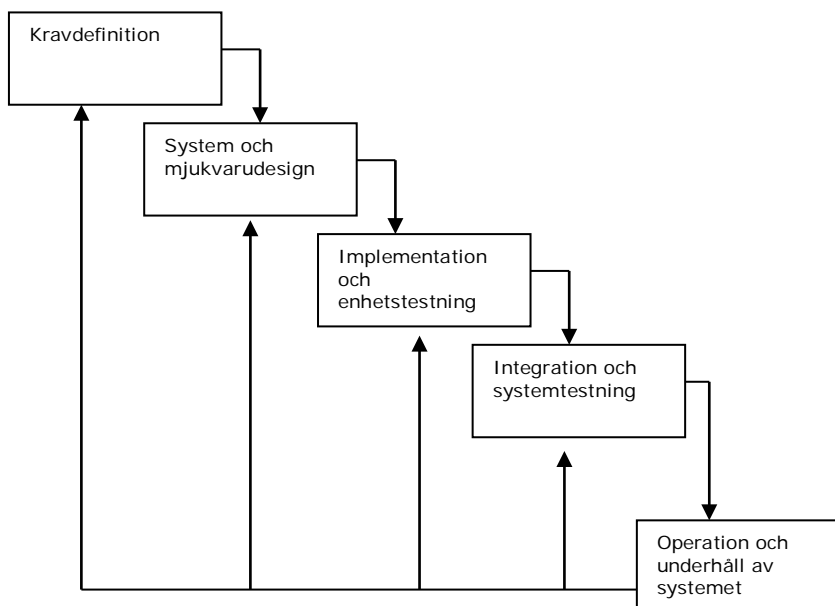 Kravdefinition
System och
mjukvarudesign
Implementation
och
enhetstestning
Integration och
systemtestning
Operation och
underhåll av
systemet